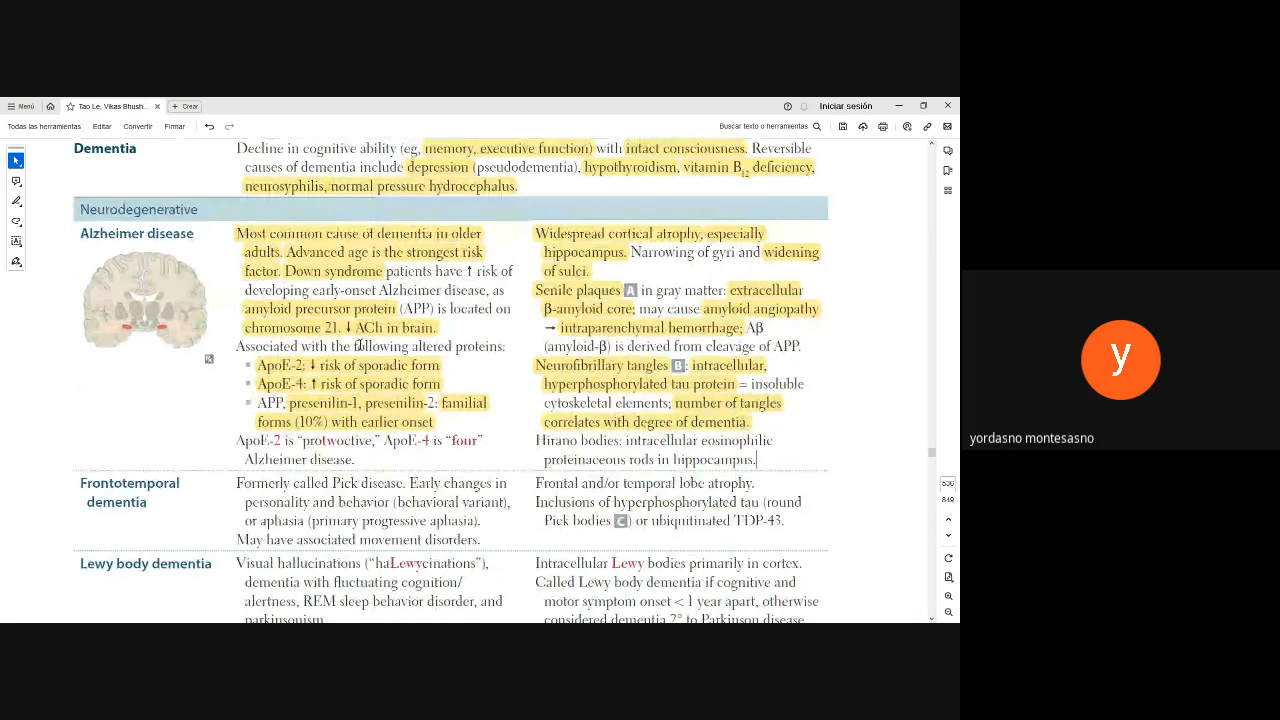 Menú
Tao Le, Vikas Bhush...
Crear
Iniciar sesión
Todas las herramientas
Editar
Convertir
Firmar
Buscar texto o herramientas
Dementia
Decline in cognitive ability (eg, memory, executive function) with intact consciousness. Reversible
causes of dementia include depression (pseudodementia), hypothyroidism, vitamin B12 deficiency,
neurosyphilis, normal pressure hydrocephalus.
Neurodegenerative
Alzheimer disease
Most common cause of dementia in older
adults. Advanced age is the strongest risk
factor. Down syndrome patients have ↑ risk of
developing early-onset Alzheimer disease, as
amyloid precursor protein (APP) is located on
chromosome 21. ↓ ACh in brain.
Associated with the following altered proteins:
▪ ApoE-2: ↓ risk of sporadic form
▪ ApoE-4: ↑ risk of sporadic form
▪ APP, presenilin-1, presenilin-2: familial
forms (10%) with earlier onset
ApoE-2 is “protwoctive,” ApoE-4 is “four”
Alzheimer disease.
Widespread cortical atrophy, especially
hippocampus. Narrowing of gyri and widening
of sulci.
Senile plaques A in gray matter: extracellular
β-amyloid core; may cause amyloid angiopathy
→ intraparenchymal hemorrhage; Aβ
(amyloid-β) is derived from cleavage of APP.
Neurofibrillary tangles B: intracellular,
hyperphosphorylated tau protein = insoluble
cytoskeletal elements; number of tangles
correlates with degree of dementia.
Hirano bodies: intracellular eosinophilic
proteinaceous rods in hippocampus.
Frontotemporal
dementia
Formerly called Pick disease. Early changes in
personality and behavior (behavioral variant),
or aphasia (primary progressive aphasia).
May have associated movement disorders.
Frontal and/or temporal lobe atrophy.
Inclusions of hyperphosphorylated tau (round
Pick bodies C) or ubiquitinated TDP-43.
Lewy body dementia
Visual hallucinations (“haLewycinations”),
dementia with fluctuating cognition/
alertness, REM sleep behavior disorder, and
parkinsonism
Intracellular Lewy bodies primarily in cortex.
Called Lewy body dementia if cognitive and
motor symptom onset < 1 year apart, otherwise
considered dementia 2° to Parkinson disease
536
849
y
yordasno montesasno